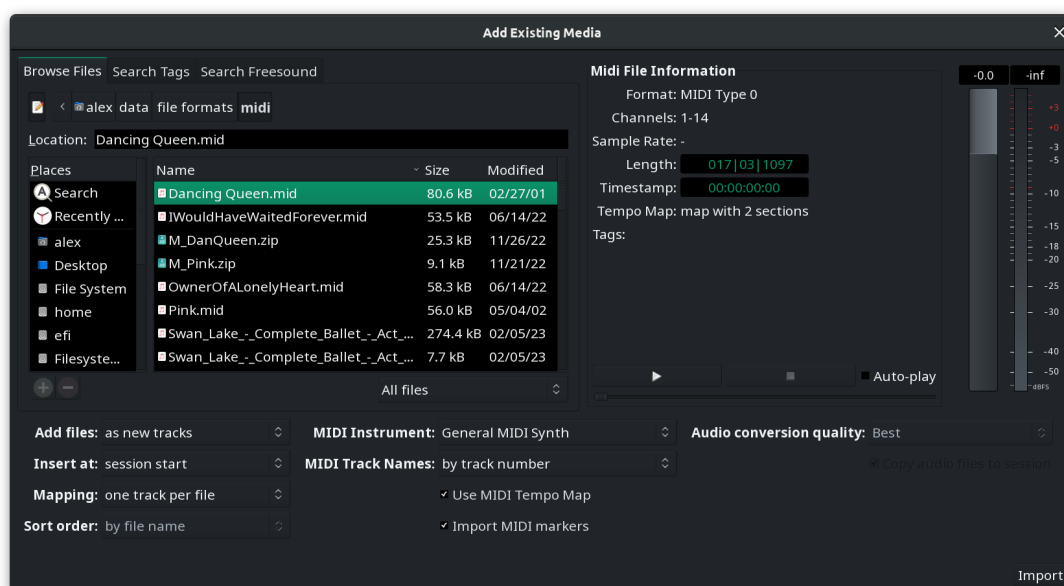 Add Existing Media
Browse Files Search Tags Search Freesound
alex data file formats midi
Location: Dancing Queen.mid
Places
Search
Recently ...
alex
Desktop
File System
home
efi
Filesyste...
Name Size Modified
Dancing Queen.mid 80.6 kB 02/27/01
IWouldHaveWaitedForever.mid 53.5 kB 06/14/22
M_DanQueen.zip 25.3 kB 11/26/22
M_Pink.zip 9.1 kB 11/21/22
OwnerOfALonelyHeart.mid 58.3 kB 06/14/22
Pink.mid 56.0 kB 05/04/02
Swan_Lake_-_Complete_Ballet_-_Act_... 274.4 kB 02/05/23
Swan_Lake_-_Complete_Ballet_-_Act_... 7.7 kB 02/05/23
All files
Midi File Information
Format: MIDI Type 0
Channels: 1-14
Sample Rate: -
Length: 017|03|1097
Timestamp: 00:00:00:00
Tempo Map: map with 2 sections
Tags:
Auto-play
-0.0 -inf
+3
+0
-3
-5
-10
-15
-18
-20
-25
-30
-40
-50
dBFS
Add files: as new tracks
Insert at: session start
Mapping: one track per file
Sort order: by file name
MIDI Instrument: General MIDI Synth
MIDI Track Names: by track number
Use MIDI Tempo Map
Import MIDI markers
Audio conversion quality: Best
Copy audio files to session
Import